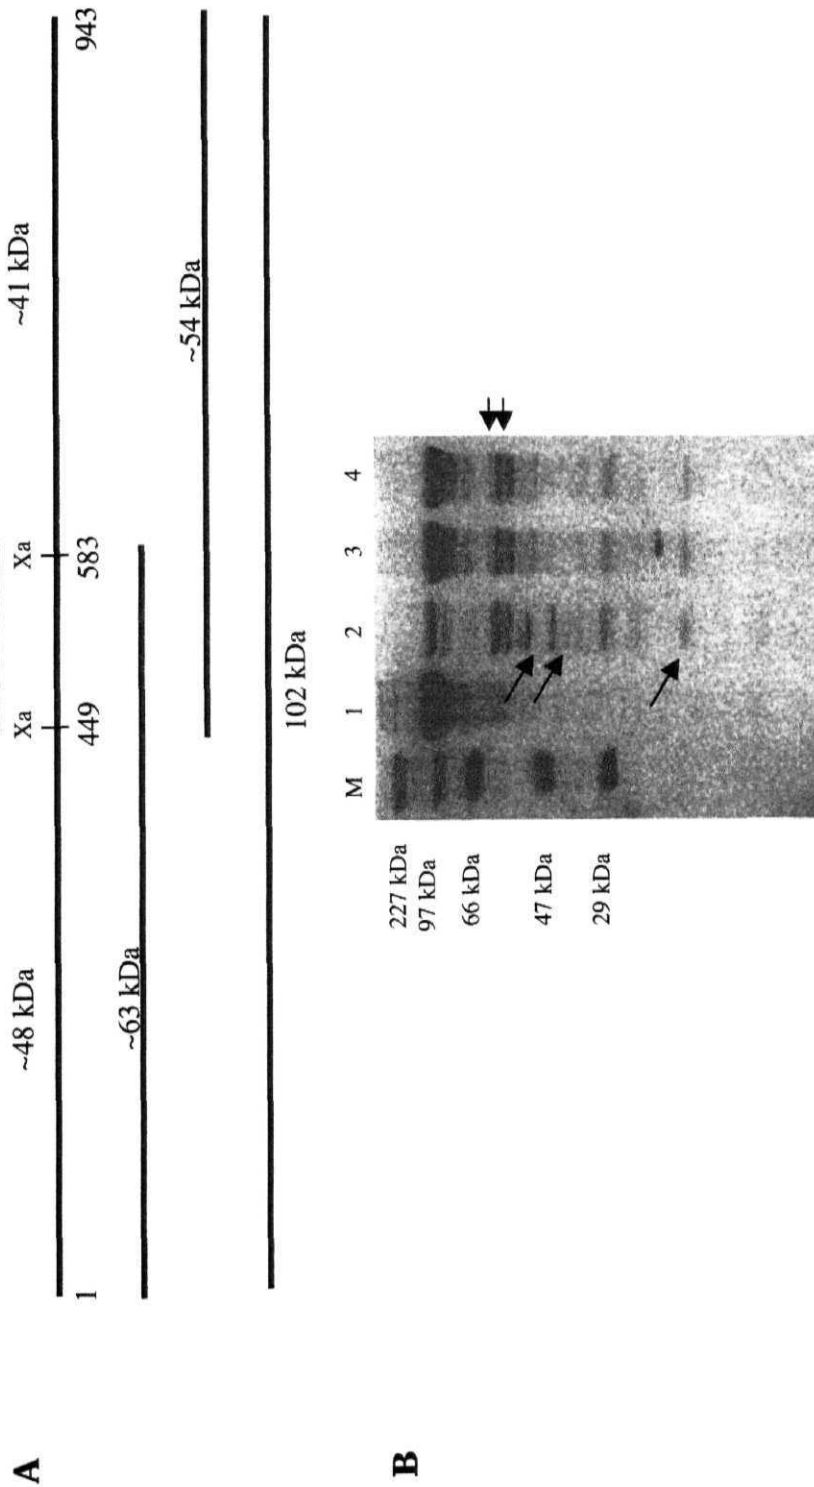 A
~48 kDa Xa Xa ~41 kDa
1 449 583 943
~63 kDa
~54 kDa
102 kDa
B
M 1 2 3 4
227 kDa
97 kDa
66 kDa
47 kDa
29 kDa